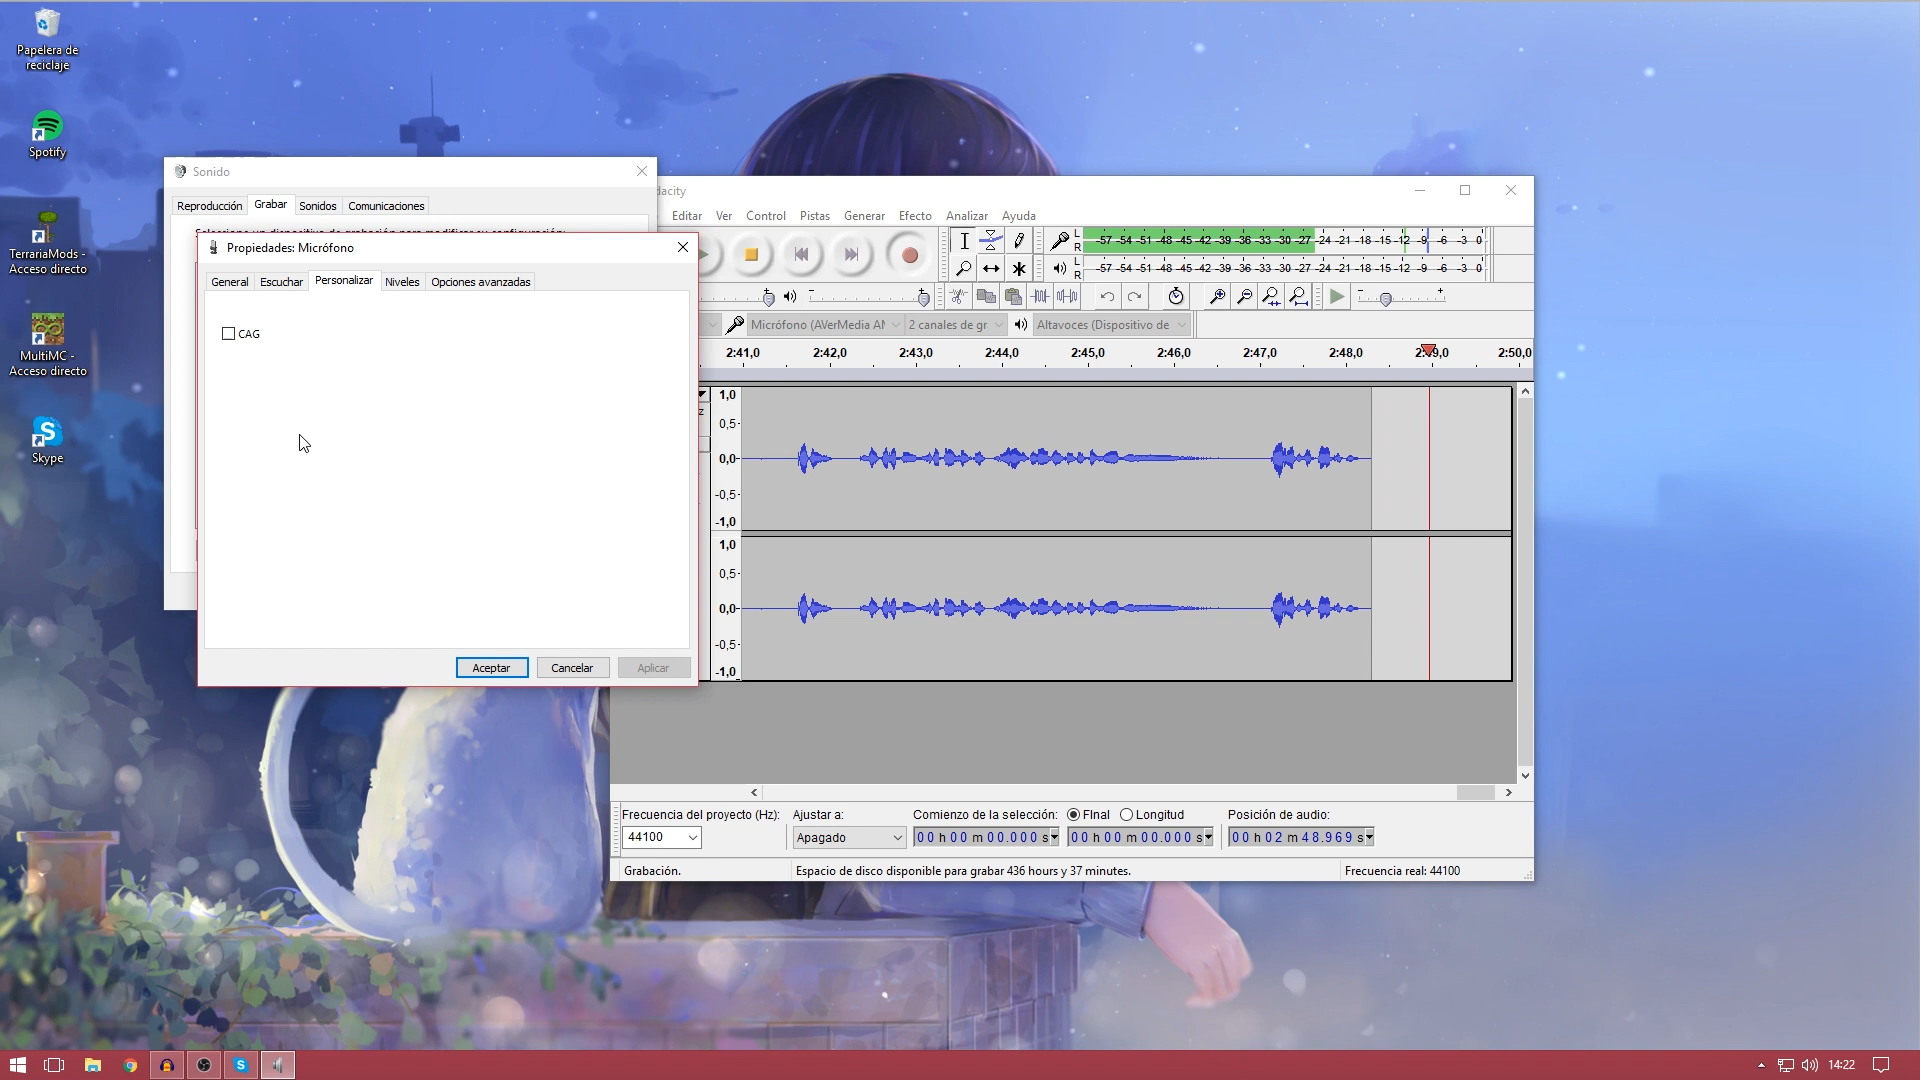 Papelera de
reciclaje
Spotify
TerrariaMods -
Acceso directo
MultiMC -
Acceso directo
Skype
Sonido
Reproducción
Grabar
Sonidos
Comunicaciones
Propiedades: Micrófono
General
Escuchar
Personalizar
Niveles
Opciones avanzadas
CAG
Aceptar
Cancelar
Aplicar
dacity
Editar
Ver
Control
Pistas
Generar
Efecto
Analizar
Ayuda
L
R
-57 -54 -51 -48 -45 -42 -39 -36 -33 -30 -27 -24 -21 -18 -15 -12 -9 -6 -3 0
L
R
-57 -54 -51 -48 -45 -42 -39 -36 -33 -30 -27 -24 -21 -18 -15 -12 -9 -6 -3 0
Micrófono (AVerMedia
2 canales de gr
Altavoces (Dispositivo de
2:41,0 2:42,0 2:43,0 2:44,0 2:45,0 2:46,0 2:47,0 2:48,0 2:49,0 2:50,0
z
1,0
0,5
0,0
-0,5
-1,0
1,0
0,5
0,0
-0,5
-1,0
Frecuencia del proyecto (Hz):
Ajustar a:
Comienzo de la selección:
FInal
Longitud
Posición de audio:
44100
Apagado
00 h 00 m 00.000 s
00 h 00 m 00.000 s
00 h 02 m 48.969 s
Grabación.
Espacio de disco disponible para grabar 436 hours y 37 minutes.
Frecuencia real: 44100
14:22